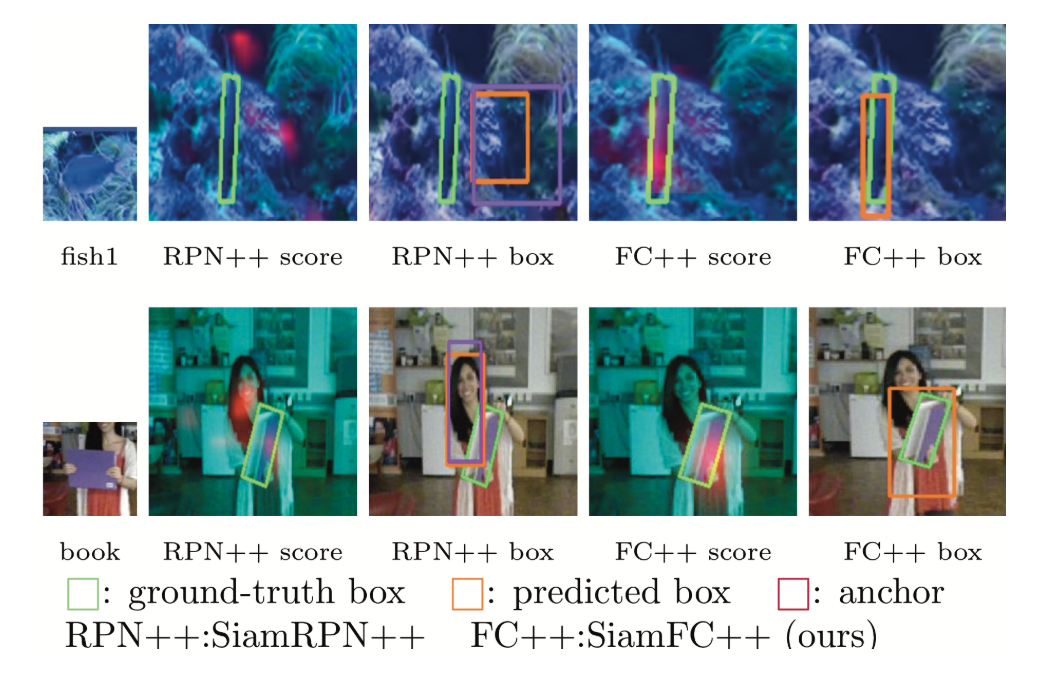 fish1 RPN++ score RPN++ box FC++ score FC++ box
book RPN++ score RPN++ box FC++ score FC++ box
: ground-truth box : predicted box : anchor
RPN++:SiamRPN++ FC++:SiamFC++ (ours)